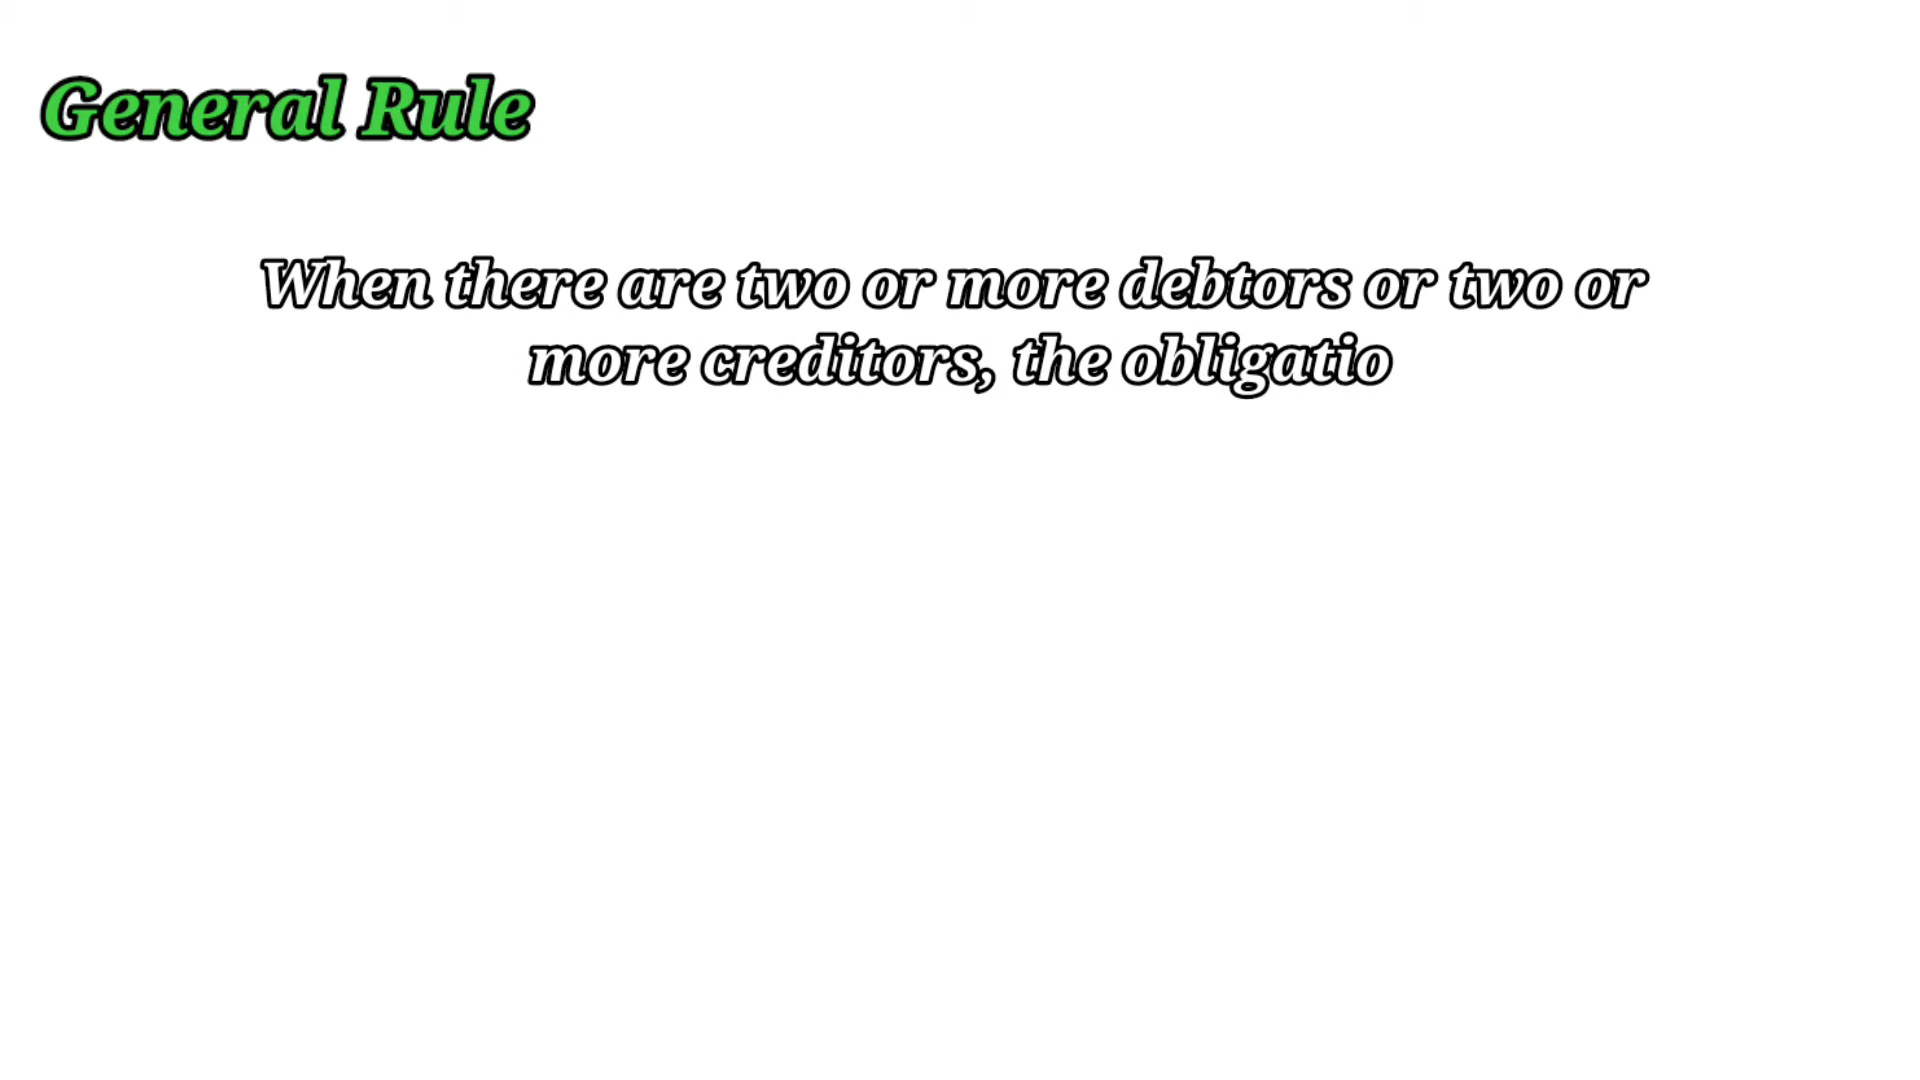 General Rule
When there are two or more debtors or two or
more creditors, the obligatio